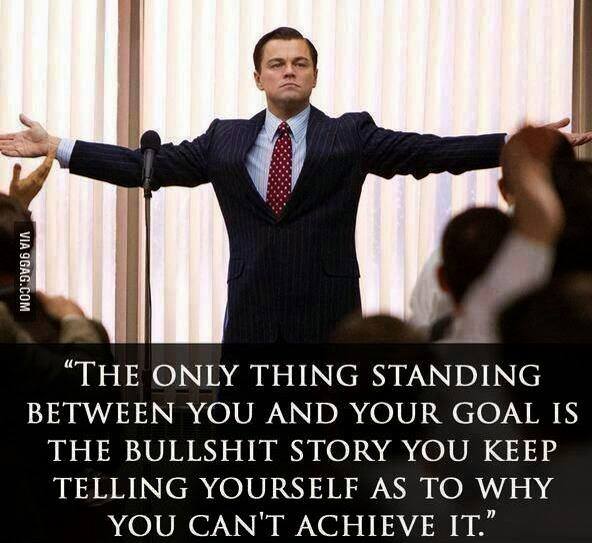 VIA 9GAG.COM
“THE ONLY THING STANDING
BETWEEN YOU AND YOUR GOAL IS
THE BULLSHIT STORY YOU KEEP
TELLING YOURSELF AS TO WHY
YOU CAN'T ACHIEVE IT.”